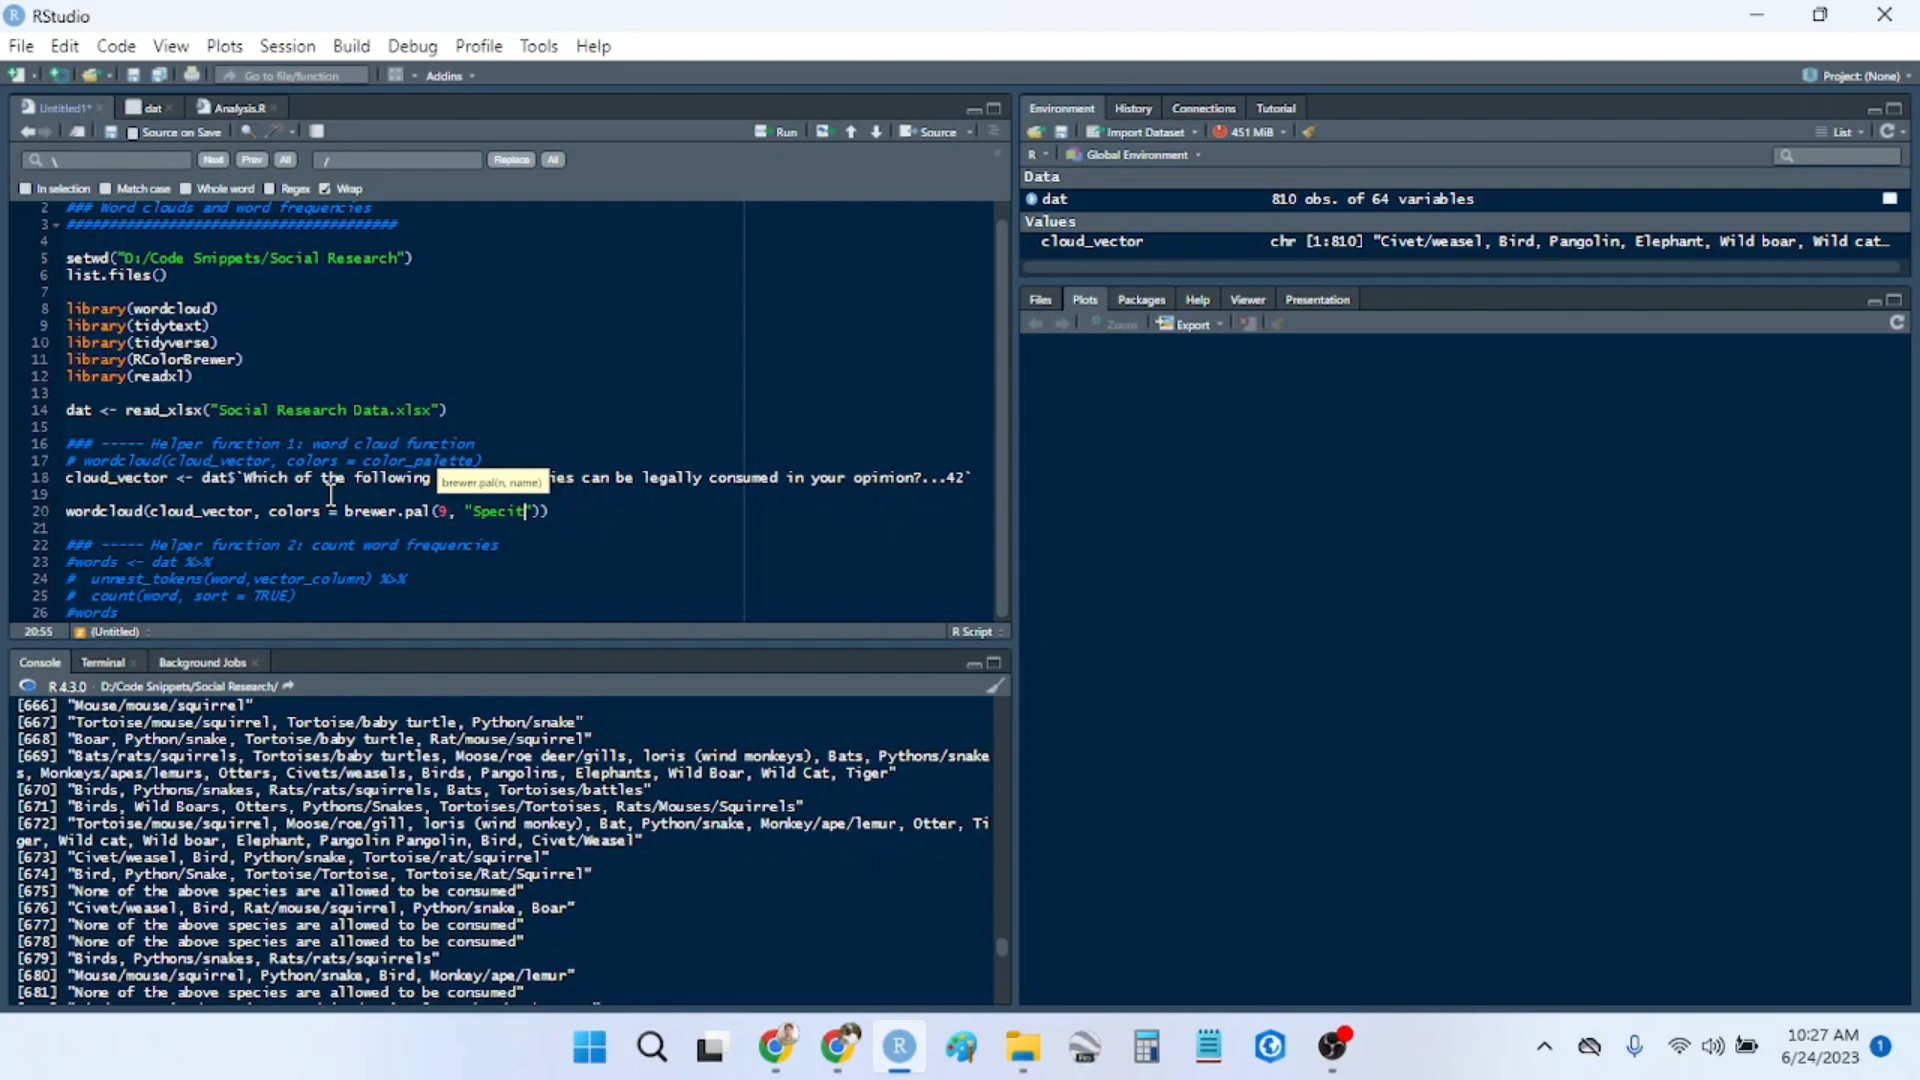 RStudio
File Edit Code View Plots Session Build Debug Profile Tools Help
Go to file/function Addins Project: (None)
Untitled1* dat Analysis.R
Source on Save Run Source
\ Next Prev All / Replace All
In selection Match case Whole word Regex Wrap
2 ### Word clouds and word frequencies
3 ########################################
4
5 setwd("D:/Code Snippets/Social Research")
6 list.files()
7
8 library(wordcloud)
9 library(tidytext)
10 library(tidyverse)
11 library(RColorBrewer)
12 library(readxl)
13
14 dat <- read_xlsx("Social Research Data.xlsx")
15
16 ### ----- Helper function 1: word cloud function
17 # wordcloud(cloud_vector, colors = color_palette)
18 cloud_vector <- dat$`Which of the following ies can be legally consumed in your opinion?...42`
brewer.pal(n, name)
19
20 wordcloud(cloud_vector, colors = brewer.pal(9, "Specit"))
21
22 ### ----- Helper function 2: count word frequencies
23 #words <- dat %>%
24 #  unnest_tokens(word,vector_column) %>%
25 #  count(word, sort = TRUE)
26 #words
20:55 (Untitled) R Script
Console Terminal Background Jobs
R 4.3.0 · D:/Code Snippets/Social Research/
[666] "Mouse/mouse/squirrel"
[667] "Tortoise/mouse/squirrel, Tortoise/baby turtle, Python/snake"
[668] "Boar, Python/snake, Tortoise/baby turtle, Rat/mouse/squirrel"
[669] "Bats/rats/squirrels, Tortoises/baby turtles, Moose/roe deer/gills, loris (wind monkeys), Bats, Pythons/snake
s, Monkeys/apes/lemurs, Otters, Civets/weasels, Birds, Pangolins, Elephants, Wild Boar, Wild Cat, Tiger"
[670] "Birds, Pythons/snakes, Rats/rats/squirrels, Bats, Tortoises/battles"
[671] "Birds, Wild Boars, Otters, Pythons/Snakes, Tortoises/Tortoises, Rats/Mouses/Squirrels"
[672] "Tortoise/mouse/squirrel, Moose/roe/gill, loris (wind monkey), Bat, Python/snake, Monkey/ape/lemur, Otter, Ti
ger, Wild cat, Wild boar, Elephant, Pangolin Pangolin, Bird, Civet/Weasel"
[673] "Civet/weasel, Bird, Python/snake, Tortoise/rat/squirrel"
[674] "Bird, Python/Snake, Tortoise/Tortoise, Tortoise/Rat/Squirrel"
[675] "None of the above species are allowed to be consumed"
[676] "Civet/weasel, Bird, Rat/mouse/squirrel, Python/snake, Boar"
[677] "None of the above species are allowed to be consumed"
[678] "None of the above species are allowed to be consumed"
[679] "Birds, Pythons/snakes, Rats/rats/squirrels"
[680] "Mouse/mouse/squirrel, Python/snake, Bird, Monkey/ape/lemur"
[681] "None of the above species are allowed to be consumed"
Environment History Connections Tutorial
Import Dataset 451 MiB List
R Global Environment
Data
dat 810 obs. of 64 variables
Values
cloud_vector chr [1:810] "Civet/weasel, Bird, Pangolin, Elephant, Wild boar, Wild cat…
Files Plots Packages Help Viewer Presentation
Zoom Export
10:27 AM
6/24/2023 1